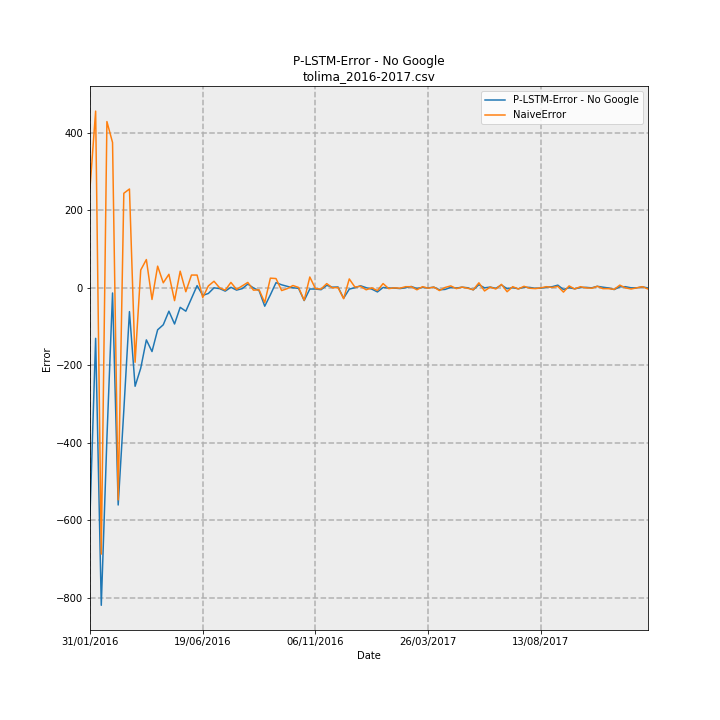 P-LSTM-Error - No Google
tolima_2016-2017.csv
P-LSTM-Error - No Google
NaiveError
400
200
0
−200
−400
−600
−800
Error
31/01/2016
19/06/2016
06/11/2016
26/03/2017
13/08/2017
Date